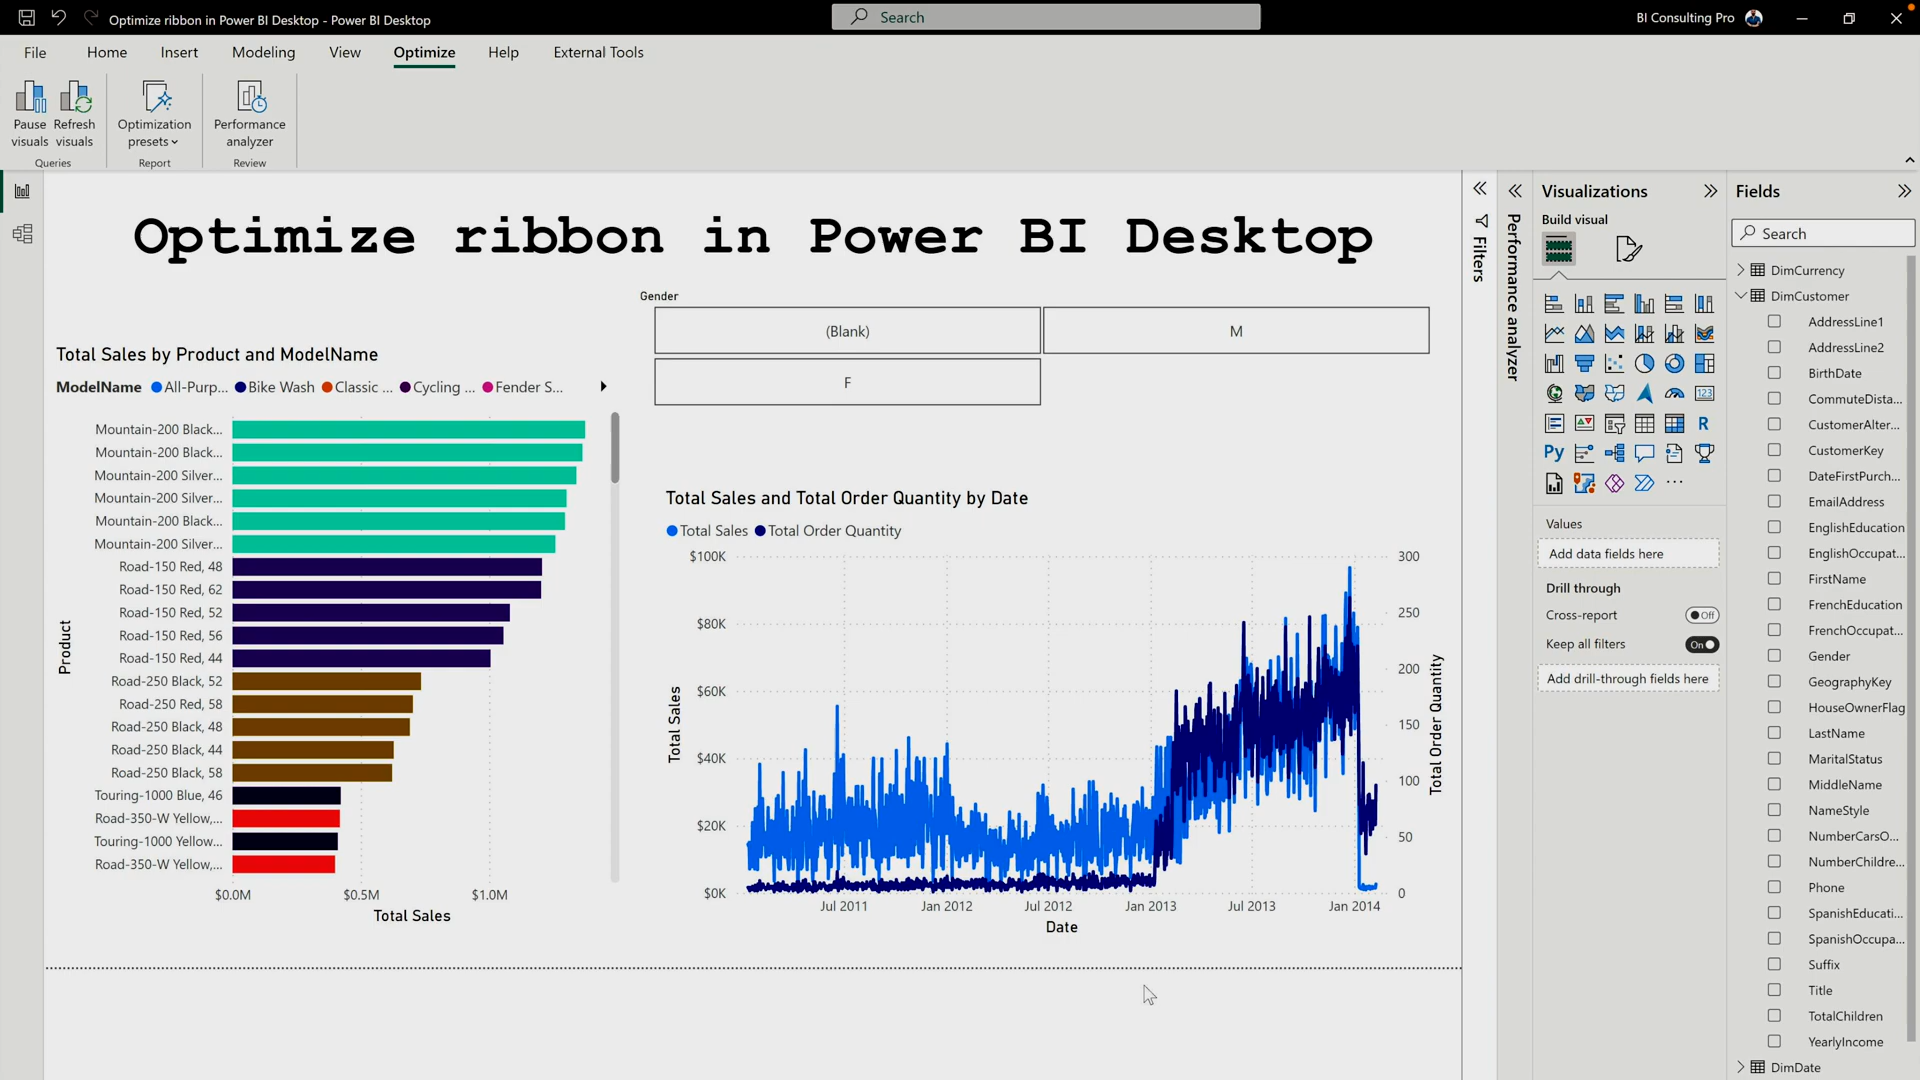 Optimize ribbon in Power BI Desktop - Power BI Desktop
Search
BI Consulting Pro
File
Home
Insert
Modeling
View
Optimize
Help
External Tools
Pause visuals
Refresh visuals
Optimization presets
Performance analyzer
Queries
Report
Review
Optimize ribbon in Power BI Desktop
Gender
(Blank)
M
F
Total Sales by Product and ModelName
ModelName
All-Purp...
Bike Wash
Classic ...
Cycling ...
Fender S...
Product
Mountain-200 Black...
Mountain-200 Black...
Mountain-200 Silver...
Mountain-200 Silver...
Mountain-200 Black...
Mountain-200 Silver...
Road-150 Red, 48
Road-150 Red, 62
Road-150 Red, 52
Road-150 Red, 56
Road-150 Red, 44
Road-250 Black, 52
Road-250 Red, 58
Road-250 Black, 48
Road-250 Black, 44
Road-250 Black, 58
Touring-1000 Blue, 46
Road-350-W Yellow,...
Touring-1000 Yellow...
Road-350-W Yellow,...
$0.0M
$0.5M
$1.0M
Total Sales
Total Sales and Total Order Quantity by Date
Total Sales
Total Order Quantity
$100K
$80K
$60K
$40K
$20K
$0K
Total Sales
300
250
200
150
100
50
0
Total Order Quantity
Jul 2011
Jan 2012
Jul 2012
Jan 2013
Jul 2013
Jan 2014
Date
Filters
Performance analyzer
Visualizations
Build visual
123
R
Py
...
Values
Add data fields here
Drill through
Cross-report
Off
Keep all filters
On
Add drill-through fields here
Fields
Search
DimCurrency
DimCustomer
AddressLine1
AddressLine2
BirthDate
CommuteDista...
CustomerAlter...
CustomerKey
DateFirstPurch...
EmailAddress
EnglishEducation
EnglishOccupat...
FirstName
FrenchEducation
FrenchOccupat...
Gender
GeographyKey
HouseOwnerFlag
LastName
MaritalStatus
MiddleName
NameStyle
NumberCarsO...
NumberChildre...
Phone
SpanishEducati...
SpanishOccupa...
Suffix
Title
TotalChildren
YearlyIncome
DimDate